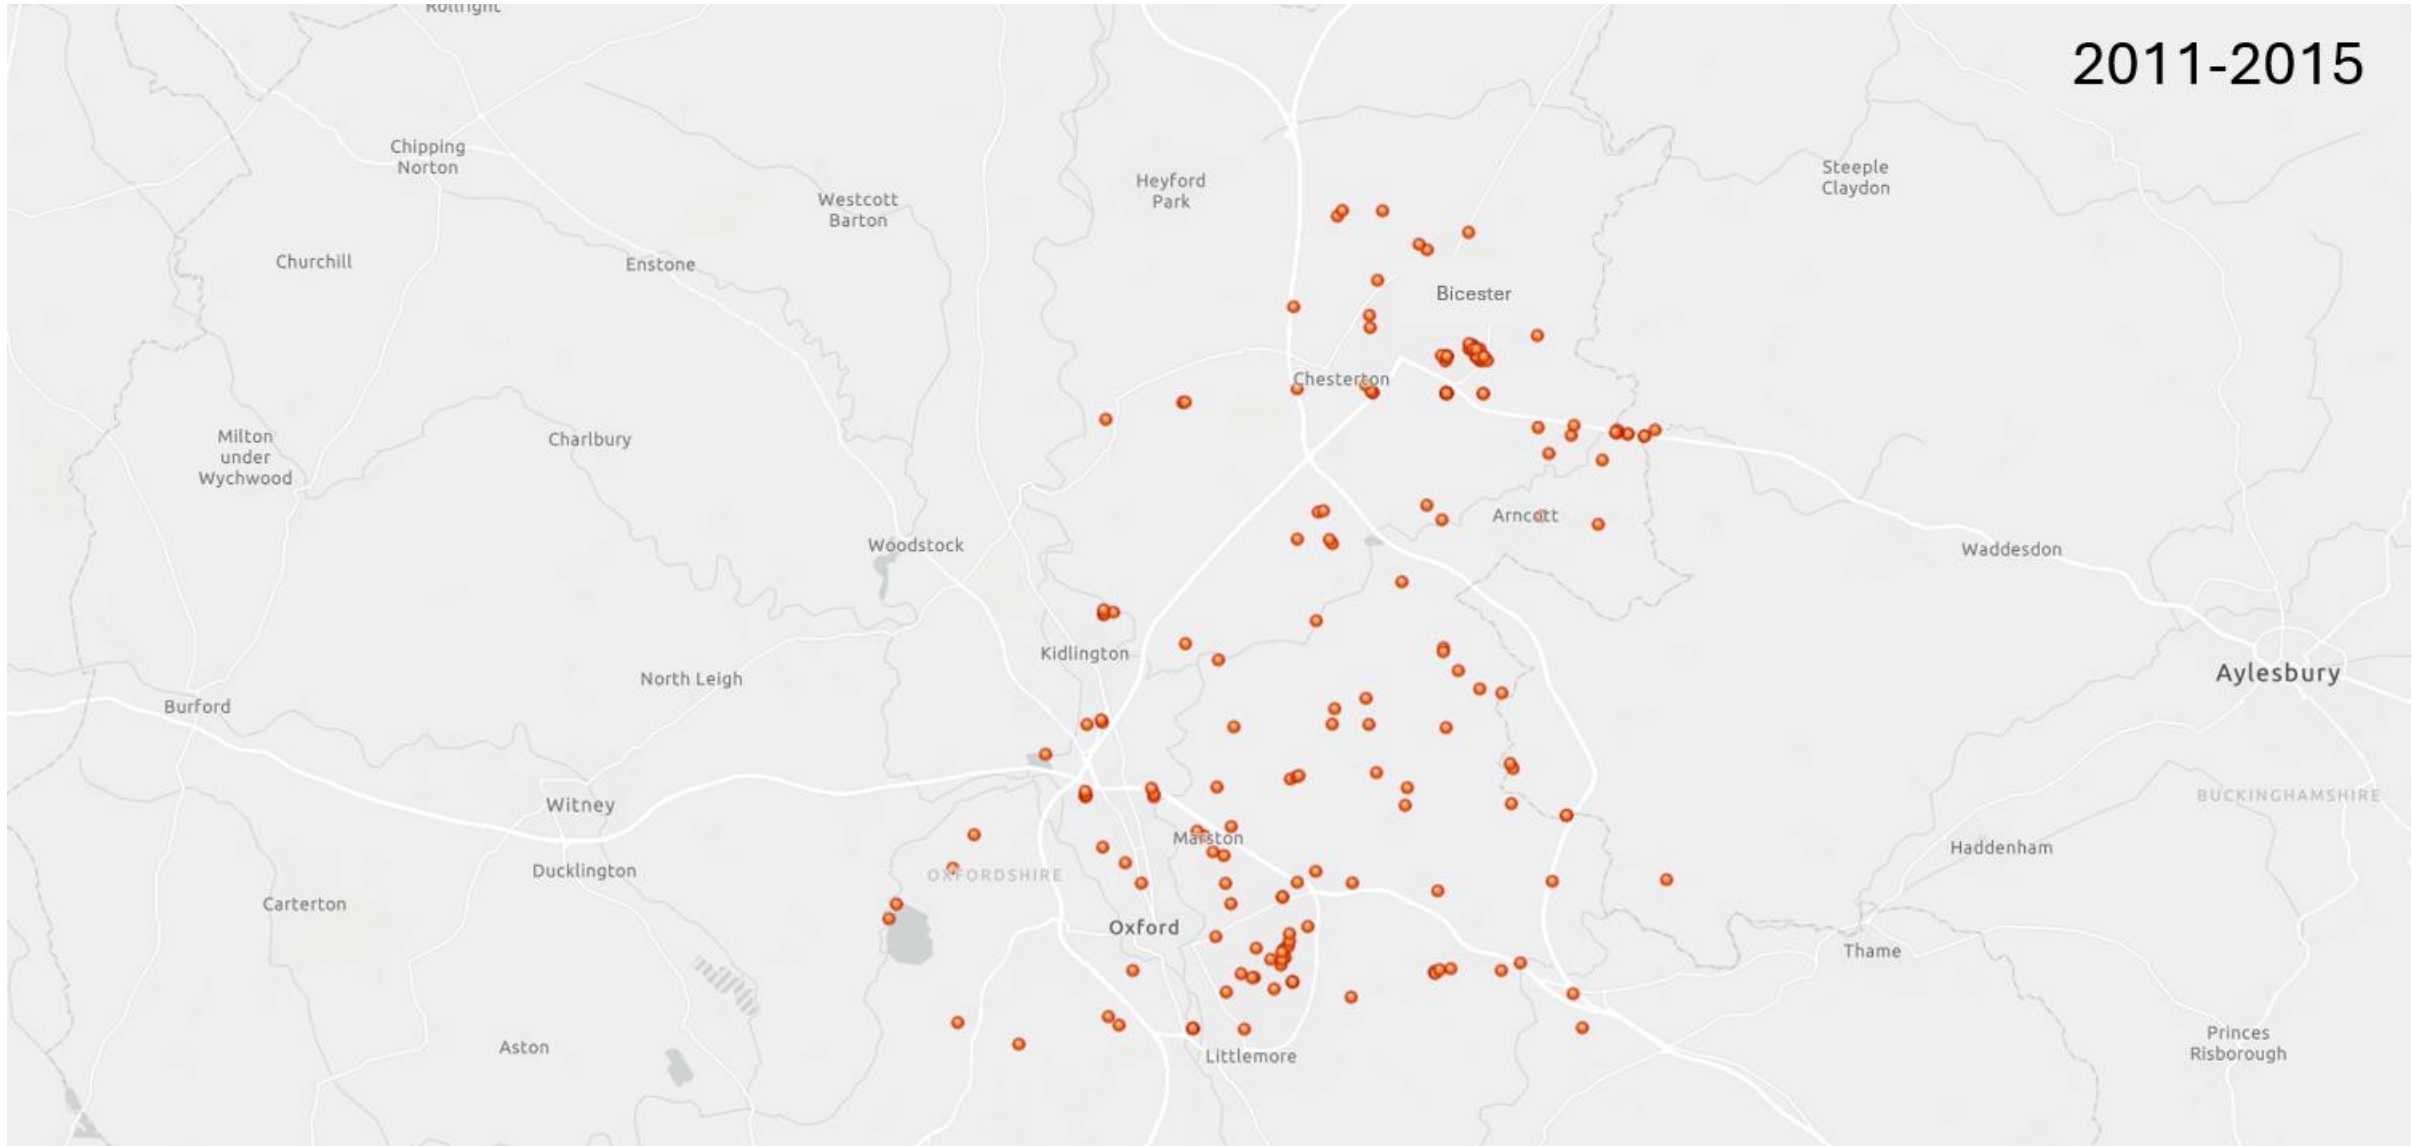 Rollright
2011-2015
Chipping
Norton
Steeple
Claydon
Heyford
Park
Westcott
Barton
Churchill
Enstone
Bicester
Chesterton
Milton
under
Wychwood
Charlbury
Arncott
Woodstock
Waddesdon
Kidlington
North Leigh
Aylesbury
Burford
BUCKINGHAMSHIRE
Witney
Marston
Haddenham
Ducklington
OXFORDSHIRE
Carterton
Oxford
Thame
Aston
Littlemore
Princes
Risborough